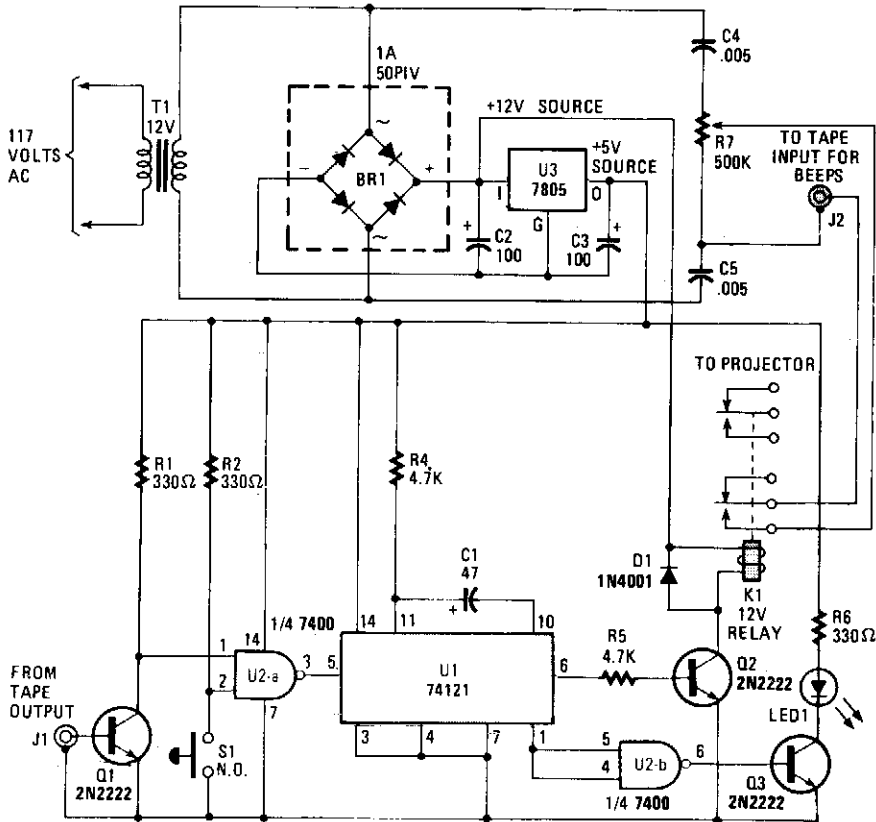 C4
.005
1A
50PIV
T1
12V
117
VOLTS
AC
+12V SOURCE
+5V
SOURCE
U3
7805
I
O
G
BR1
~
~
−
+
R7
500K
TO TAPE
INPUT FOR
BEEPS
J2
+
C2
100
+
C3
100
C5
.005
TO PROJECTOR
R1
330Ω
R2
330Ω
R4
4.7K
C1
47
+
D1
1N4001
K1
12V
RELAY
R6
330Ω
1/4 7400
1
2
14
U2-a
3
7
5
14
11
10
U1
74121
6
3
4
7
1
R5
4.7K
Q2
2N2222
LED1
FROM
TAPE
OUTPUT
J1
Q1
2N2222
S1
N.O.
5
4
U2-b
6
1/4 7400
Q3
2N2222